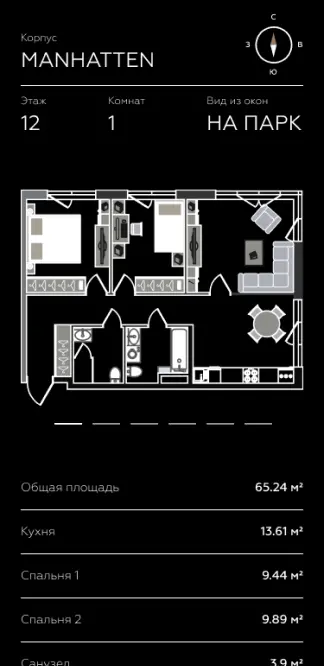 Корпус
MANHATTEN
С
З В
Ю
Этаж Комнат Вид из окон
12 1 НА ПАРК
Общая площадь 65.24 м²
Кухня 13.61 м²
Спальня 1 9.44 м²
Спальня 2 9.89 м²
Санузел 3.9 м²